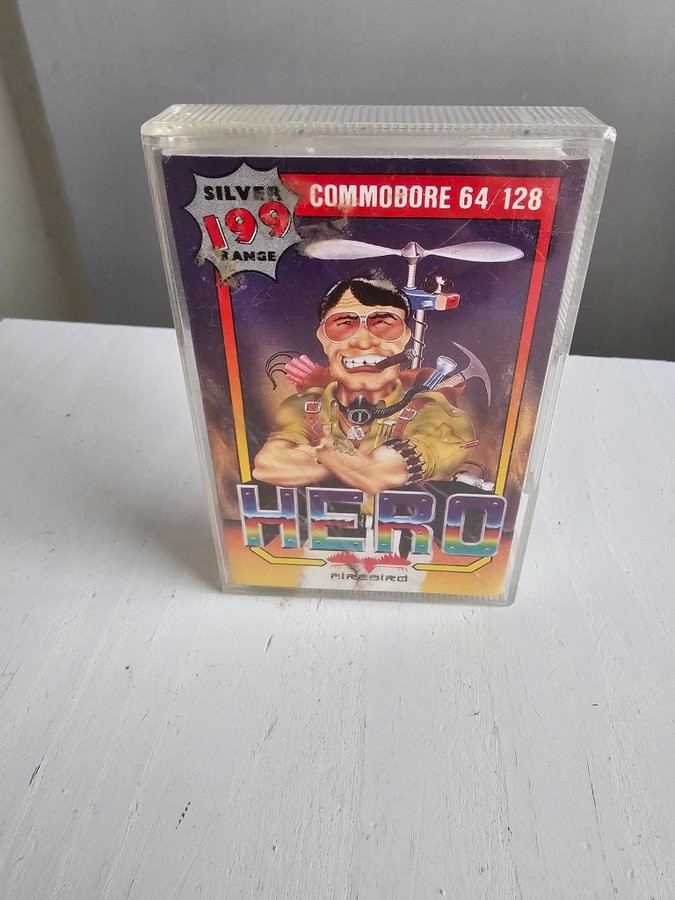 SILVER
199
RANGE
COMMODORE 64/128
HERO
FIREBIRD